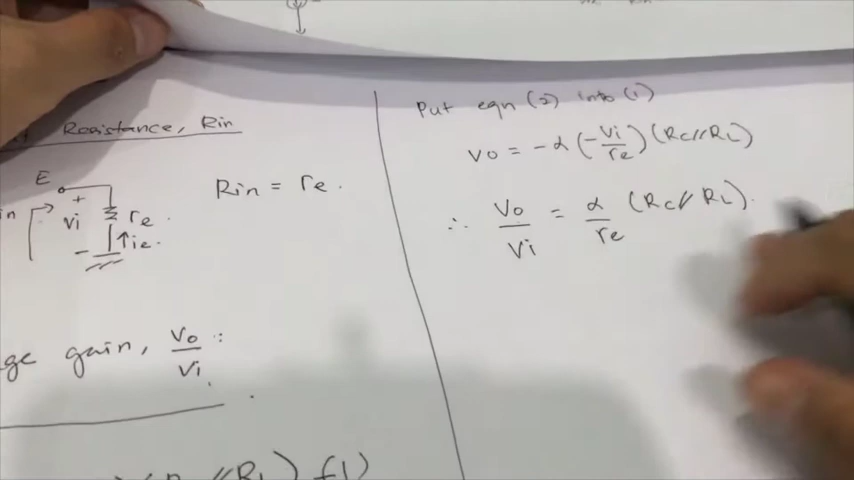 Resistance, Rin
E
+
Vi
-
re
ie
Rin = re.
gain, Vo/Vi :
Put eqn (2) into (1)
Vo = -α (-Vi/re) (Rc//RL)
∴ Vo/Vi = α/re (Rc//RL).